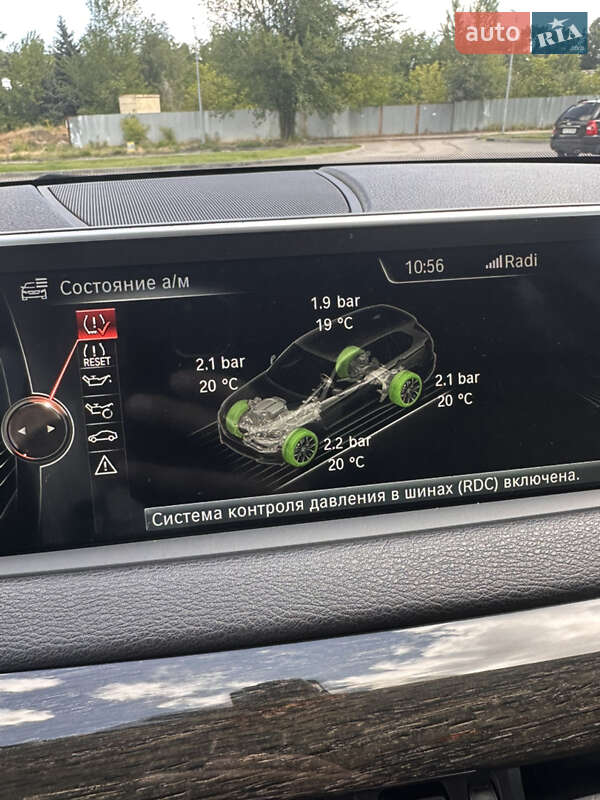 auto RIA
.com
10:56 Radi
Состояние а/м
1.9 bar
19 °C
2.1 bar
20 °C
RESET
2.1 bar
20 °C
2.2 bar
20 °C
Система контроля давления в шинах (RDC) включена.